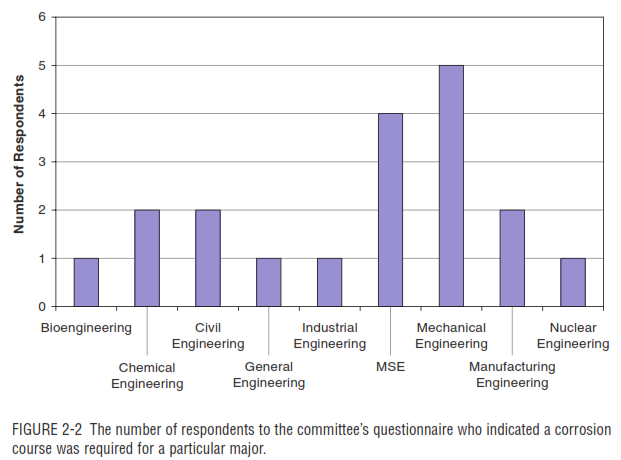 6
5
4
3
2
1
0
Number of Respondents
Bioengineering
Chemical
Engineering
Civil
Engineering
General
Engineering
Industrial
Engineering
MSE
Mechanical
Engineering
Manufacturing
Engineering
Nuclear
Engineering
FIGURE 2-2 The number of respondents to the committee's questionnaire who indicated a corrosion
course was required for a particular major.